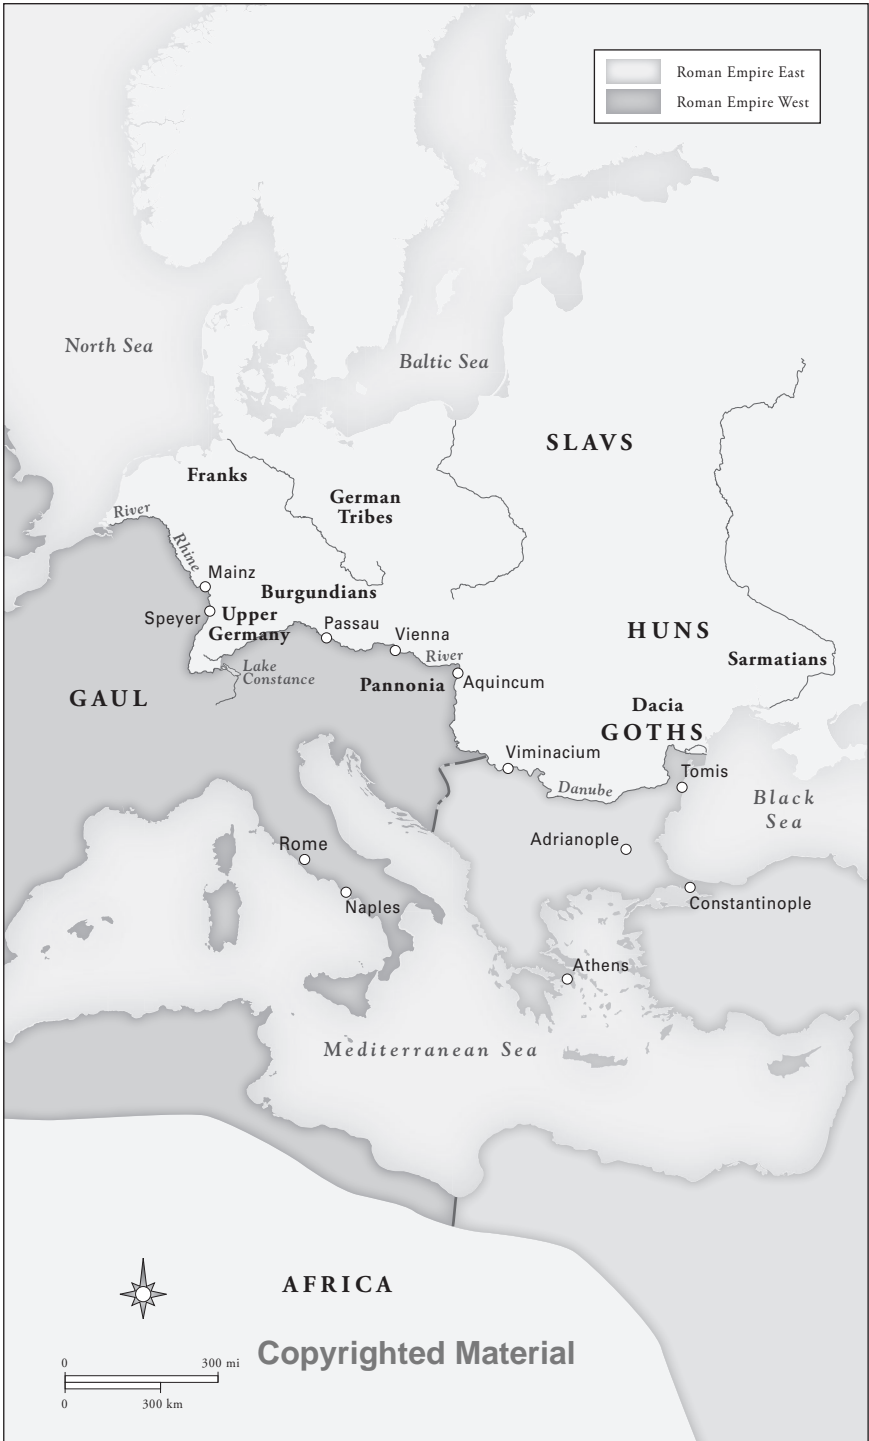 Roman Empire East
Roman Empire West
North Sea
Baltic Sea
SLAVS
Franks
German
Tribes
River
Rhine
Mainz
Burgundians
Speyer
Upper
Germany
Passau
Vienna
River
HUNS
Sarmatians
Lake
Constance
Pannonia
Aquincum
GAUL
Dacia
GOTHS
Viminacium
Tomis
Danube
Black
Sea
Rome
Adrianople
Naples
Constantinople
Athens
Mediterranean Sea
AFRICA
Copyrighted Material
0 300 mi
0 300 km